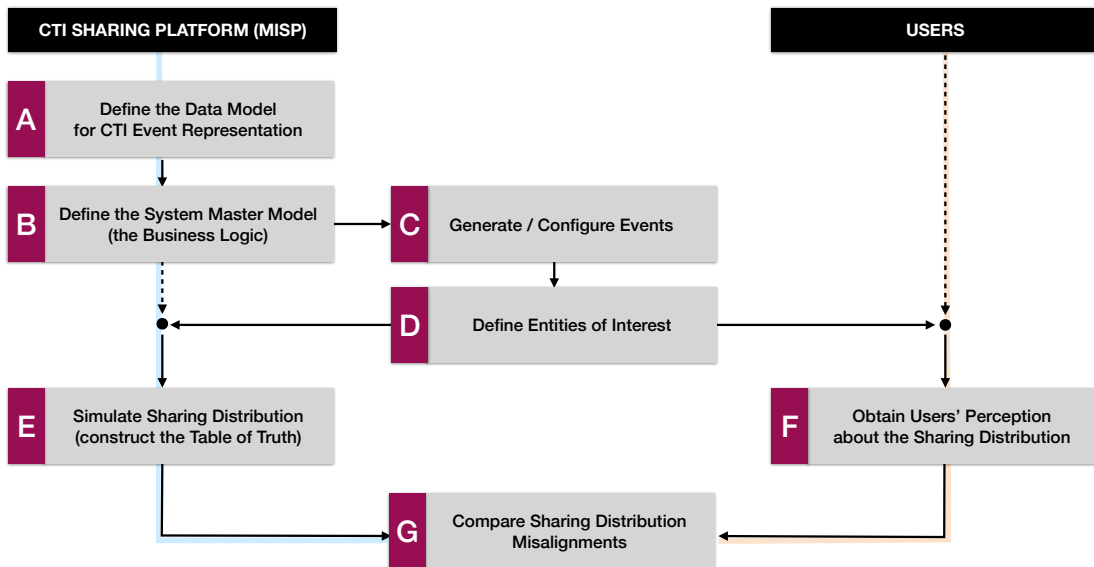 CTI SHARING PLATFORM (MISP)
USERS
A
Define the Data Model
for CTI Event Representation
B
Define the System Master Model
(the Business Logic)
C
Generate / Configure Events
D
Define Entities of Interest
E
Simulate Sharing Distribution
(construct the Table of Truth)
F
Obtain Users’ Perception
about the Sharing Distribution
G
Compare Sharing Distribution
Misalignments